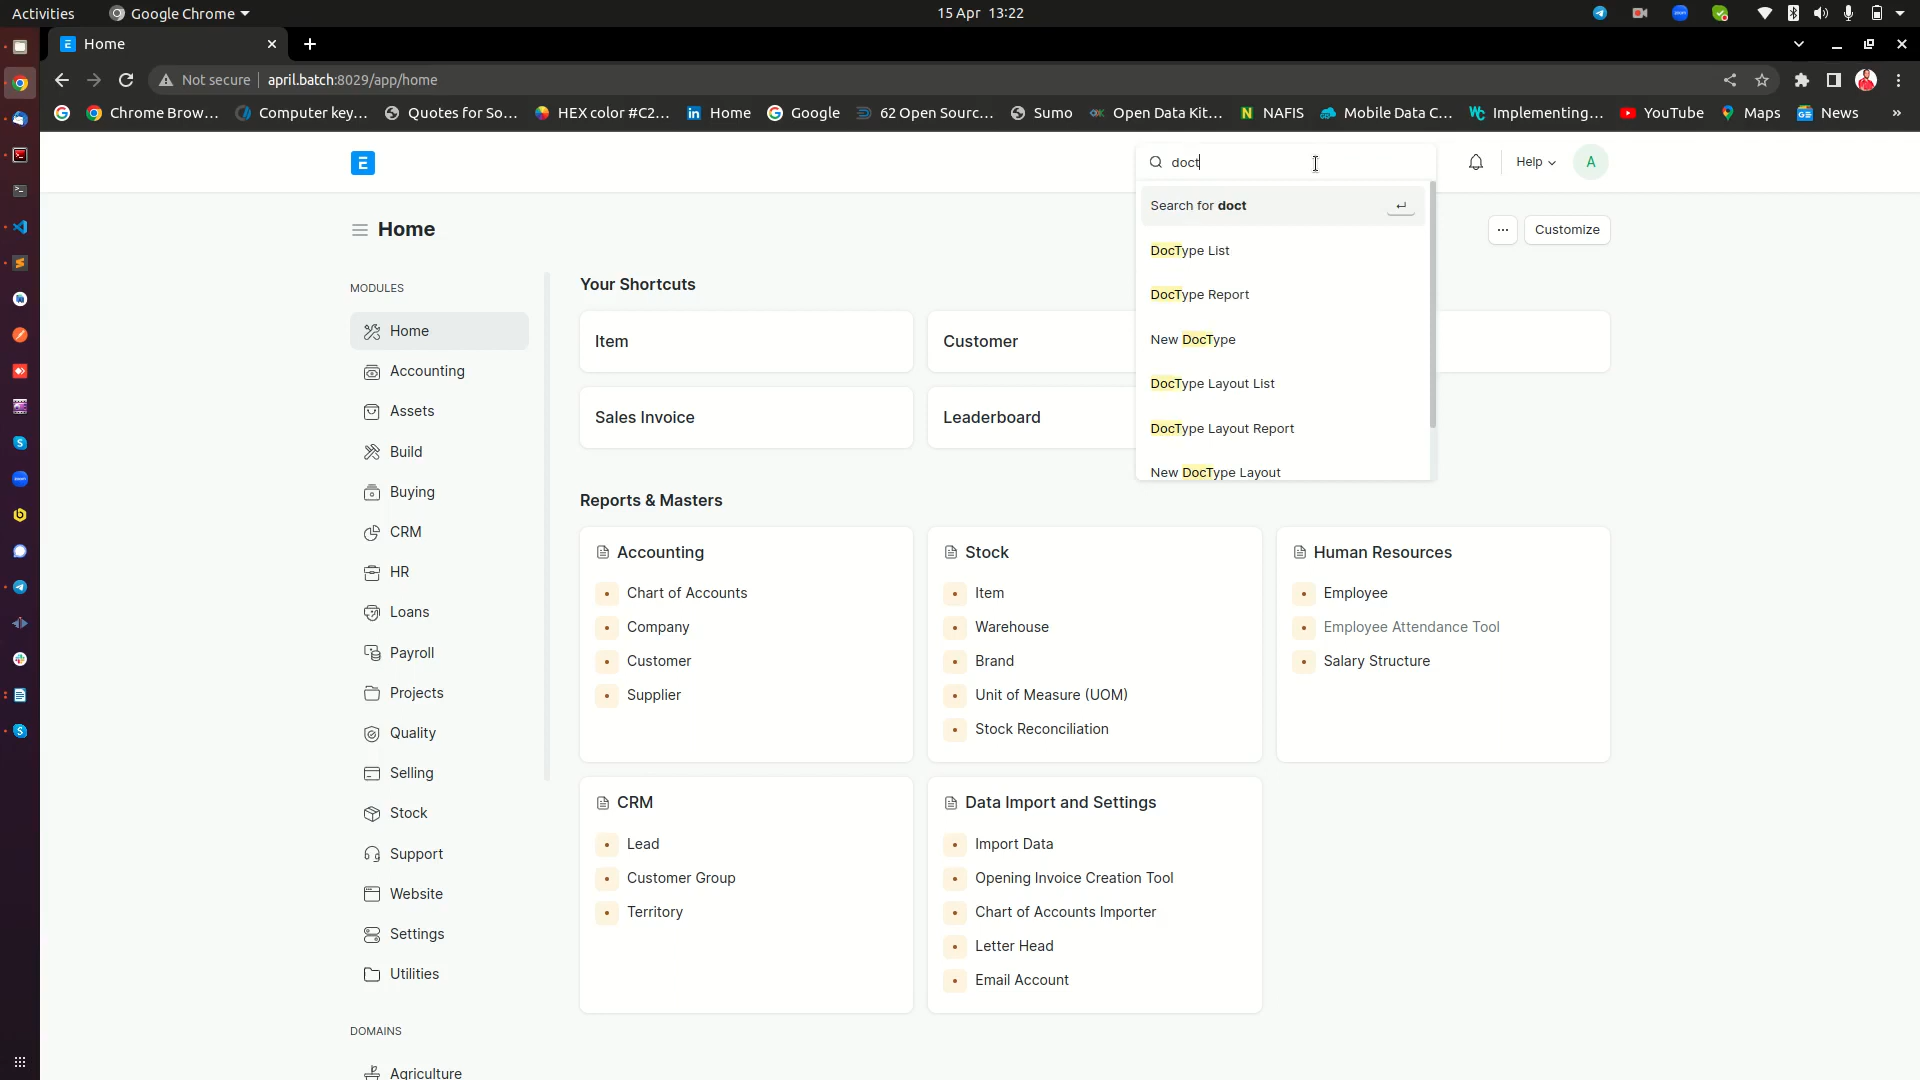 Activities
Google Chrome
15 Apr 13:22
Home
Not secure
april.batch:8029/app/home
Chrome Brow...
Computer key...
Quotes for So...
HEX color #C2...
Home
Google
62 Open Sourc...
Sumo
Open Data Kit...
NAFIS
Mobile Data C...
Implementing...
YouTube
Maps
News
»
E
doct
Help
A
Search for doct
DocType List
DocType Report
New DocType
DocType Layout List
DocType Layout Report
New DocType Layout
Home
Customize
MODULES
Home
Accounting
Assets
Build
Buying
CRM
HR
Loans
Payroll
Projects
Quality
Selling
Stock
Support
Website
Settings
Utilities
DOMAINS
Agriculture
Your Shortcuts
Item
Customer
Sales Invoice
Leaderboard
Reports & Masters
Accounting
Chart of Accounts
Company
Customer
Supplier
Stock
Item
Warehouse
Brand
Unit of Measure (UOM)
Stock Reconciliation
Human Resources
Employee
Employee Attendance Tool
Salary Structure
CRM
Lead
Customer Group
Territory
Data Import and Settings
Import Data
Opening Invoice Creation Tool
Chart of Accounts Importer
Letter Head
Email Account